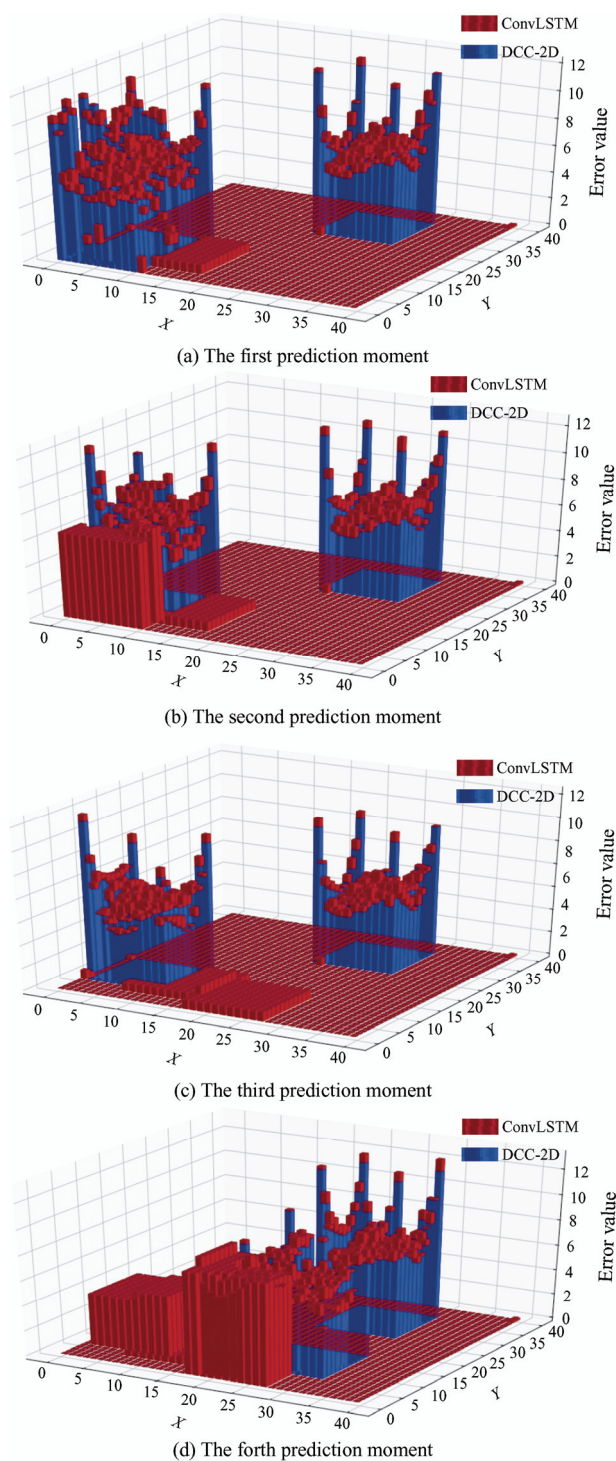 ConvLSTM
DCC-2D
12
10
8
6
4
2
0
Error value
0 5 10 15 20 25 30 35 40
X
0 5 10 15 20 25 30 35 40
Y
(a) The first prediction moment
ConvLSTM
DCC-2D
12
10
8
6
4
2
0
Error value
0 5 10 15 20 25 30 35 40
X
0 5 10 15 20 25 30 35 40
Y
(b) The second prediction moment
ConvLSTM
DCC-2D
12
10
8
6
4
2
0
Error value
0 5 10 15 20 25 30 35 40
X
0 5 10 15 20 25 30 35 40
Y
(c) The third prediction moment
ConvLSTM
DCC-2D
12
10
8
6
4
2
0
Error value
0 5 10 15 20 25 30 35 40
X
0 5 10 15 20 25 30 35 40
Y
(d) The forth prediction moment